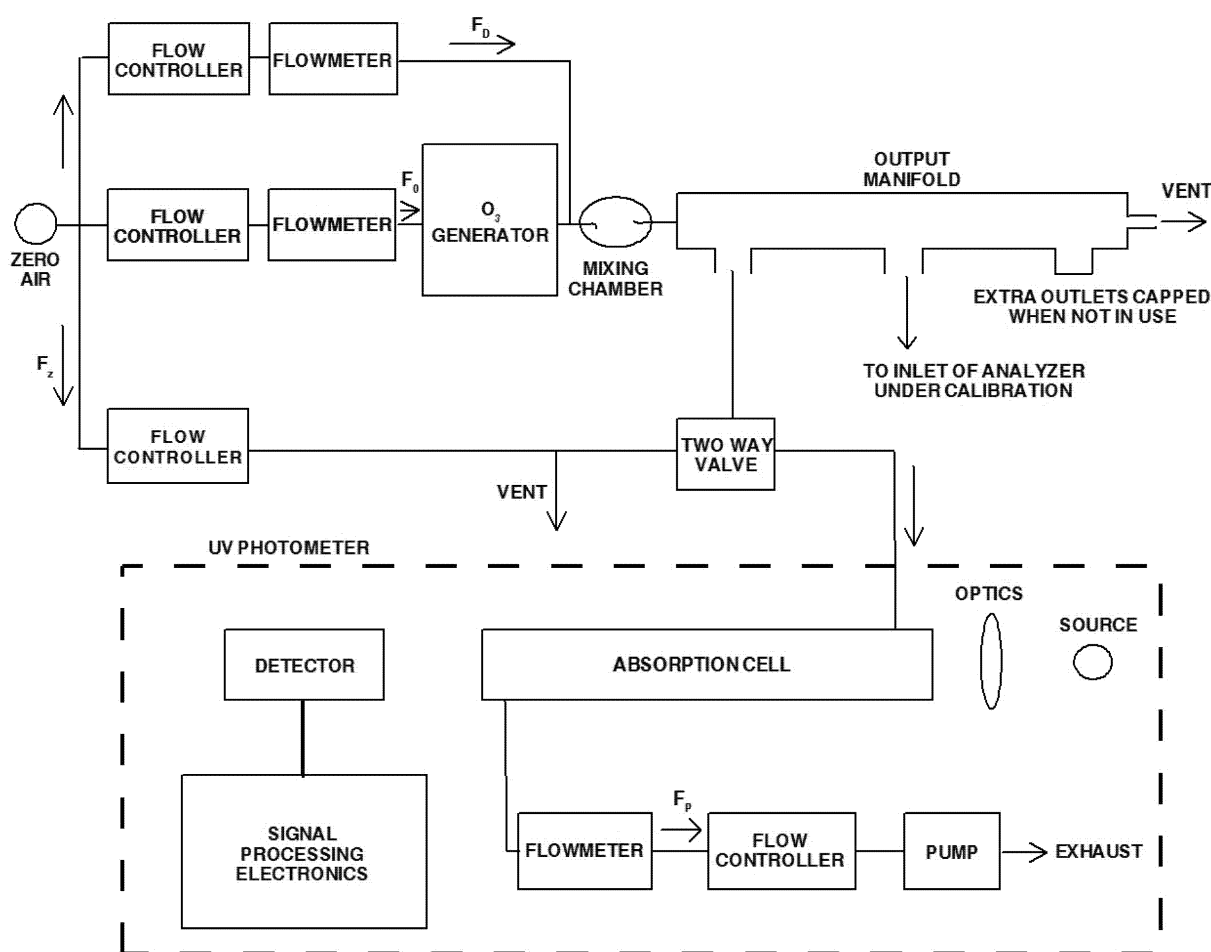 FLOW
CONTROLLER
FLOWMETER
F_D
FLOW
CONTROLLER
FLOWMETER
F_0
O_3
GENERATOR
ZERO
AIR
MIXING
CHAMBER
OUTPUT
MANIFOLD
VENT
EXTRA OUTLETS CAPPED
WHEN NOT IN USE
TO INLET OF ANALYZER
UNDER CALIBRATION
F_z
FLOW
CONTROLLER
VENT
TWO WAY
VALVE
UV PHOTOMETER
DETECTOR
ABSORPTION CELL
OPTICS
SOURCE
SIGNAL
PROCESSING
ELECTRONICS
FLOWMETER
F_p
FLOW
CONTROLLER
PUMP
EXHAUST